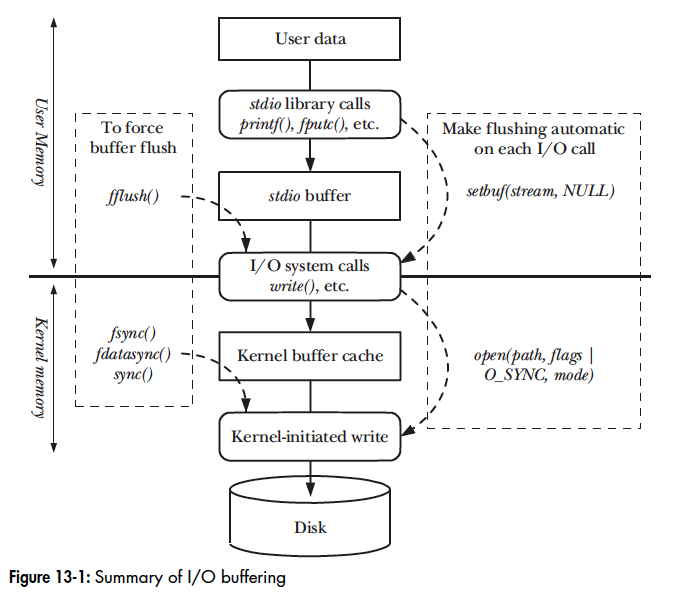 User data
stdio library calls
printf(), fputc(), etc.
To force
buffer flush
Make flushing automatic
on each I/O call
User Memory
fflush()
stdio buffer
setbuf(stream, NULL)
I/O system calls
write(), etc.
Kernel memory
fsync()
fdatasync()
sync()
Kernel buffer cache
open(path, flags |
O_SYNC, mode)
Kernel-initiated write
Disk
Figure 13-1: Summary of I/O buffering